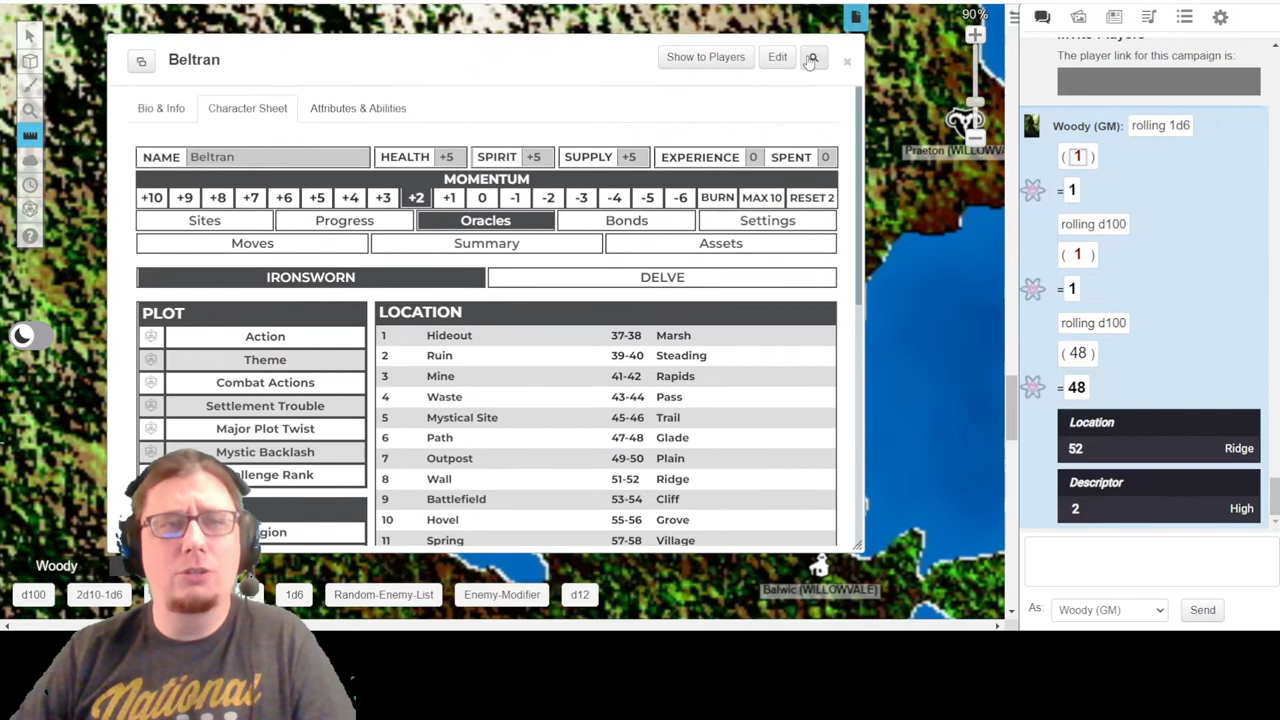 90%
Beltran
Show to Players
Edit
Bio & Info
Character Sheet
Attributes & Abilities
NAME Beltran HEALTH +5 SPIRIT +5 SUPPLY +5 EXPERIENCE 0 SPENT 0
MOMENTUM
+10 +9 +8 +7 +6 +5 +4 +3 +2 +1 0 -1 -2 -3 -4 -5 -6 BURN MAX 10 RESET 2
Sites Progress Oracles Bonds Settings
Moves Summary Assets
IRONSWORN DELVE
PLOT
Action
Theme
Combat Actions
Settlement Trouble
Major Plot Twist
Mystic Backlash
allenge Rank
gion
LOCATION
1 Hideout 37-38 Marsh
2 Ruin 39-40 Steading
3 Mine 41-42 Rapids
4 Waste 43-44 Pass
5 Mystical Site 45-46 Trail
6 Path 47-48 Glade
7 Outpost 49-50 Plain
8 Wall 51-52 Ridge
9 Battlefield 53-54 Cliff
10 Hovel 55-56 Grove
11 Spring 57-58 Village
Praeton (WILLOWVA
Balwic (WILLOWVALE)
Woody
d100 2d10-1d6 1d6 Random-Enemy-List Enemy-Modifier d12
Invite Players
The player link for this campaign is:
Woody (GM): rolling 1d6
( 1 )
= 1
rolling d100
( 1 )
= 1
rolling d100
( 48 )
= 48
Location
52 Ridge
Descriptor
2 High
As: Woody (GM) Send
National